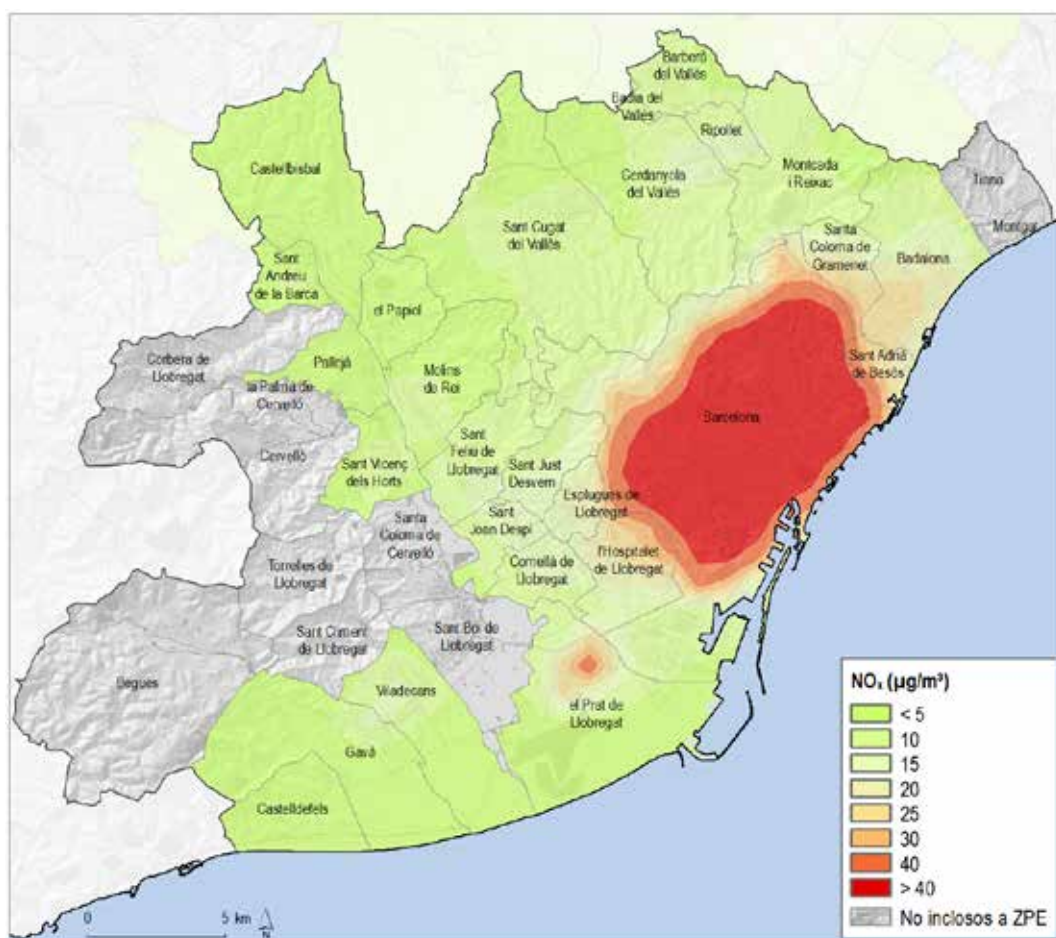 Barberà
del Vallès
Badia del
Vallès
Ripollet
Castellbisbal
Cerdanyola
del Vallès
Montcada
i Reixac
Tiana
Montgat
Sant Cugat
del Vallès
Santa
Coloma de
Gramenet
Badalona
Sant
Andreu
de la Barca
el Papiol
Corbera de
Llobregat
Pallejà
Molins
de Rei
Sant Adrià
de Besòs
la Palma de
Cervelló
Barcelona
Cervelló
Sant Vicenç
dels Horts
Sant
Feliu de
Llobregat
Sant Just
Desvern
Esplugues de
Llobregat
Santa
Coloma de
Cervelló
Sant
Joan Despí
Torrelles de
Llobregat
Cornellà de
Llobregat
l'Hospitalet
de Llobregat
Sant Climent
de Llobregat
Sant Boi de
Llobregat
Begues
Viladecans
el Prat de
Llobregat
Gavà
Castelldefels
NOₓ (µg/m³)
< 5
10
15
20
25
30
40
> 40
No inclosos a ZPE
0 5 km
N